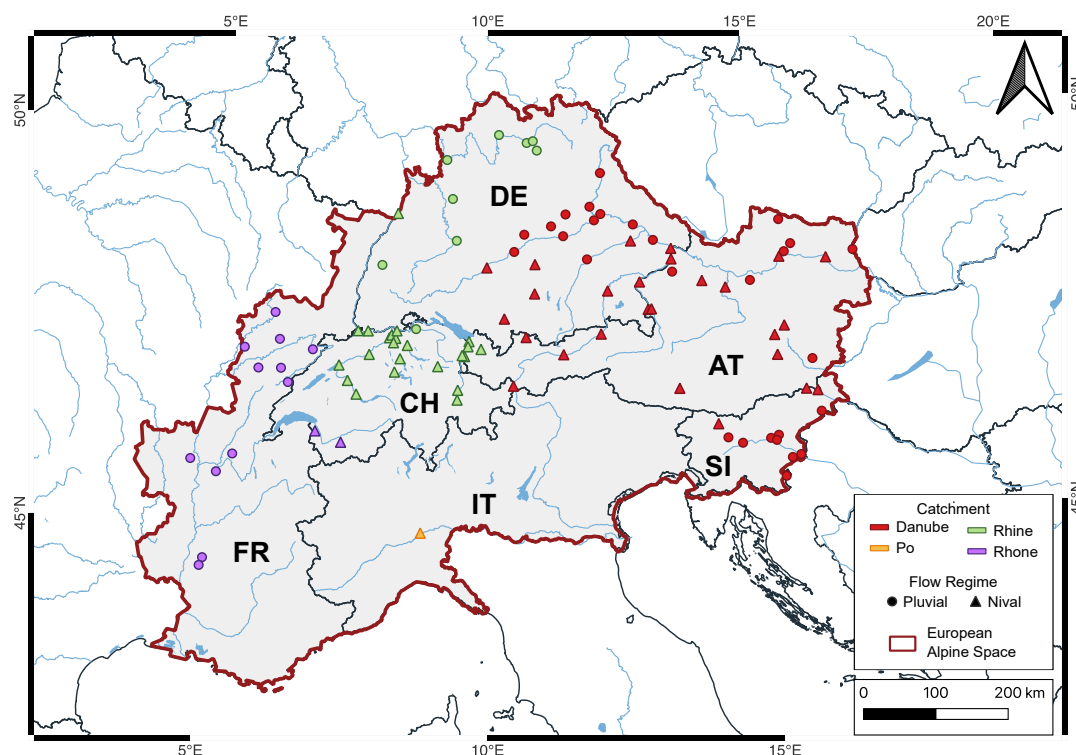 5°E 10°E 15°E 20°E
50°N
50°N
DE
AT
CH
SI
IT
45°N
45°N
FR
Catchment
Danube Rhine
Po Rhone
Flow Regime
Pluvial Nival
European
Alpine Space
0 100 200 km
5°E 10°E 15°E